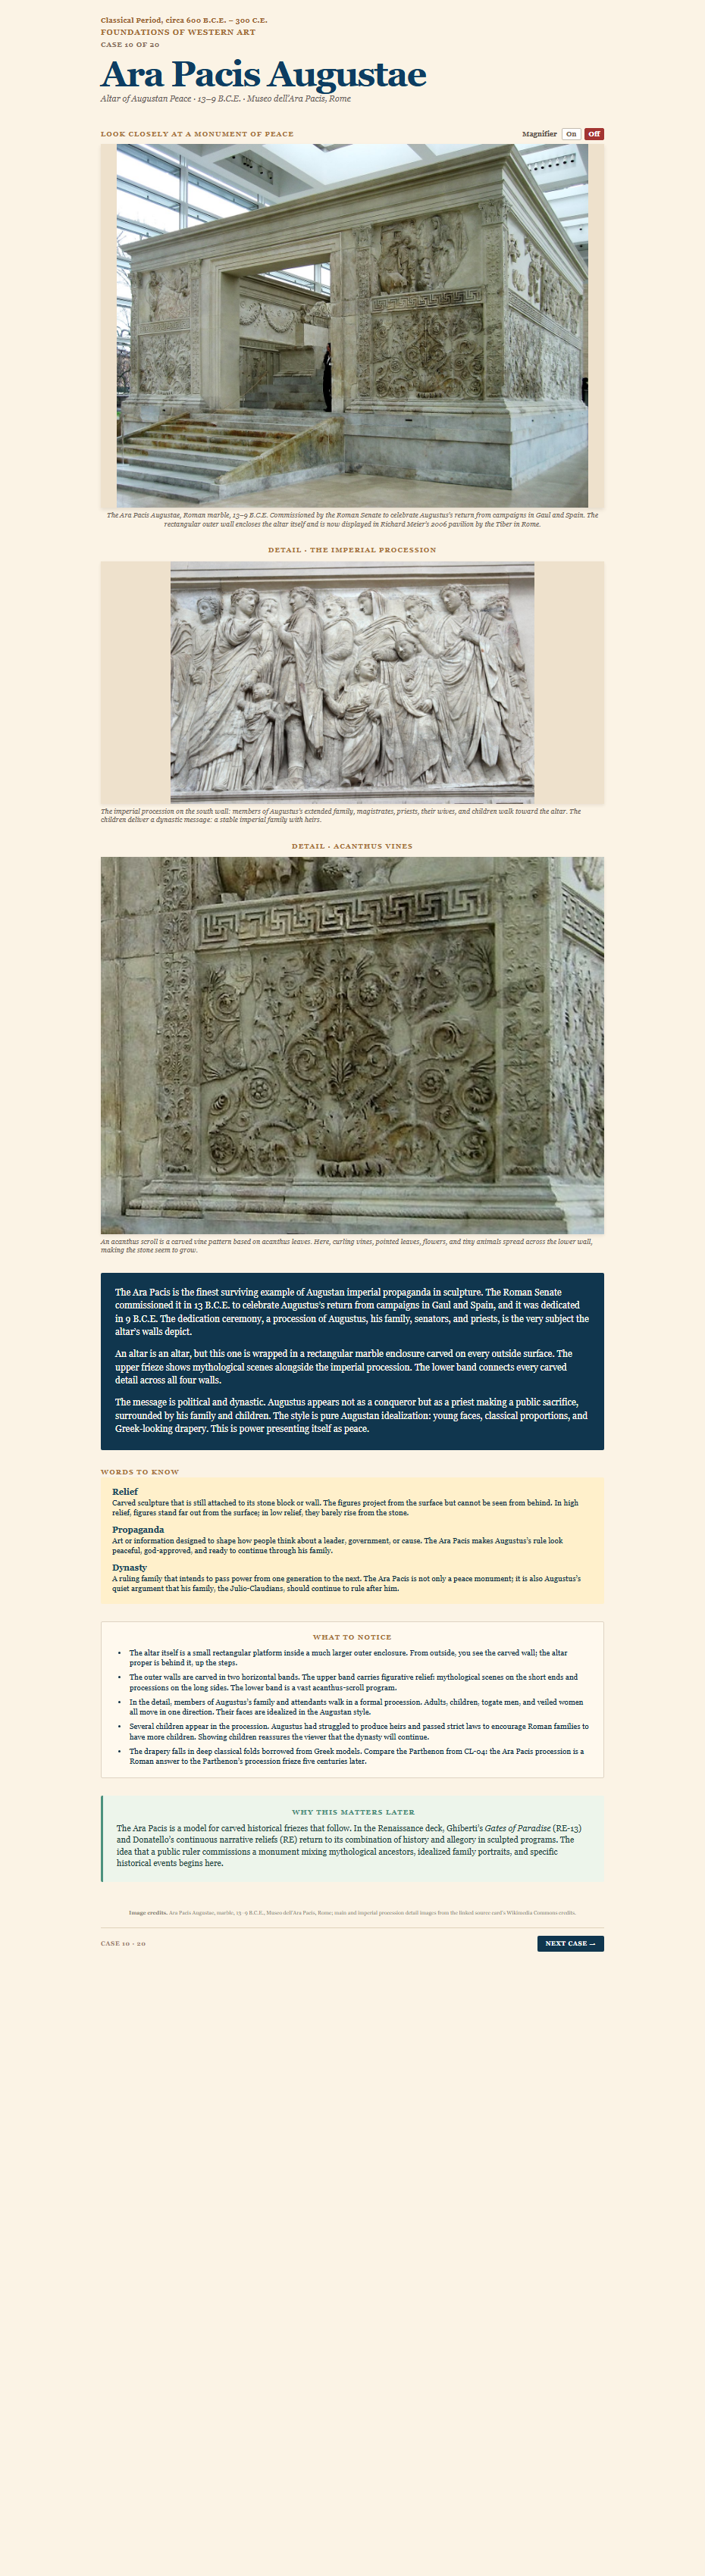 Classical Period, circa 600 B.C.E. – 300 C.E.
FOUNDATIONS OF WESTERN ART
CASE 10 OF 20
Ara Pacis Augustae
Altar of Augustan Peace · 13–9 B.C.E. · Museo dell'Ara Pacis, Rome
LOOK CLOSELY AT A MONUMENT OF PEACE
Magnifier On Off
The Ara Pacis Augustae, Roman marble, 13–9 B.C.E. Commissioned by the Roman Senate to celebrate Augustus's return from campaigns in Gaul and Spain. The
rectangular outer wall encloses the altar itself and is now displayed in Richard Meier's 2006 pavilion by the Tiber in Rome.
DETAIL · THE IMPERIAL PROCESSION
The imperial procession on the south wall: members of Augustus's extended family, magistrates, priests, their wives, and children walk toward the altar. The
children deliver a dynastic message: a stable imperial family with heirs.
DETAIL · ACANTHUS VINES
An acanthus scroll is a carved vine pattern based on acanthus leaves. Here, curling vines, pointed leaves, flowers, and tiny animals spread across the lower wall,
making the stone seem to grow.
The Ara Pacis is the finest surviving example of Augustan imperial propaganda in sculpture. The Roman Senate
commissioned it in 13 B.C.E. to celebrate Augustus's return from campaigns in Gaul and Spain, and it was dedicated
in 9 B.C.E. The dedication ceremony, a procession of Augustus, his family, senators, and priests, is the very subject the
altar's walls depict.
An altar is an altar, but this one is wrapped in a rectangular marble enclosure carved on every outside surface. The
upper frieze shows mythological scenes alongside the imperial procession. The lower band connects every carved
detail across all four walls.
The message is political and dynastic. Augustus appears not as a conqueror but as a priest making a public sacrifice,
surrounded by his family and children. The style is pure Augustan idealization: young faces, classical proportions, and
Greek-looking drapery. This is power presenting itself as peace.
WORDS TO KNOW
Relief
Carved sculpture that is still attached to its stone block or wall. The figures project from the surface but cannot be seen from behind. In high
relief, figures stand far out from the surface; in low relief, they barely rise from the stone.
Propaganda
Art or information designed to shape how people think about a leader, government, or cause. The Ara Pacis makes Augustus's rule look
peaceful, god-approved, and ready to continue through his family.
Dynasty
A ruling family that intends to pass power from one generation to the next. The Ara Pacis is not only a peace monument; it is also Augustus's
quiet argument that his family, the Julio-Claudians, should continue to rule after him.
WHAT TO NOTICE
• The altar itself is a small rectangular platform inside a much larger outer enclosure. From outside, you see the carved wall; the altar
proper is behind it, up the steps.
• The outer walls are carved in two horizontal bands. The upper band carries figurative relief: mythological scenes on the short ends and
processions on the long sides. The lower band is a vast acanthus-scroll program.
• In the detail, members of Augustus's family and attendants walk in a formal procession. Adults, children, togate men, and veiled women
all move in one direction. Their faces are idealized in the Augustan style.
• Several children appear in the procession. Augustus had struggled to produce heirs and passed strict laws to encourage Roman families to
have more children. Showing children reassures the viewer that the dynasty will continue.
• The drapery falls in deep classical folds borrowed from Greek models. Compare the Parthenon from CL-04: the Ara Pacis procession is a
Roman answer to the Parthenon's procession frieze five centuries later.
WHY THIS MATTERS LATER
The Ara Pacis is a model for carved historical friezes that follow. In the Renaissance deck, Ghiberti's Gates of Paradise (RE-13)
and Donatello's continuous narrative reliefs (RE) return to its combination of history and allegory in sculpted programs. The
idea that a public ruler commissions a monument mixing mythological ancestors, idealized family portraits, and specific
historical events begins here.
Image credits. Ara Pacis Augustae, marble, 13–9 B.C.E., Museo dell'Ara Pacis, Rome; main and imperial procession detail images from the linked source card's Wikimedia Commons credits.
CASE 10 · 20
NEXT CASE →